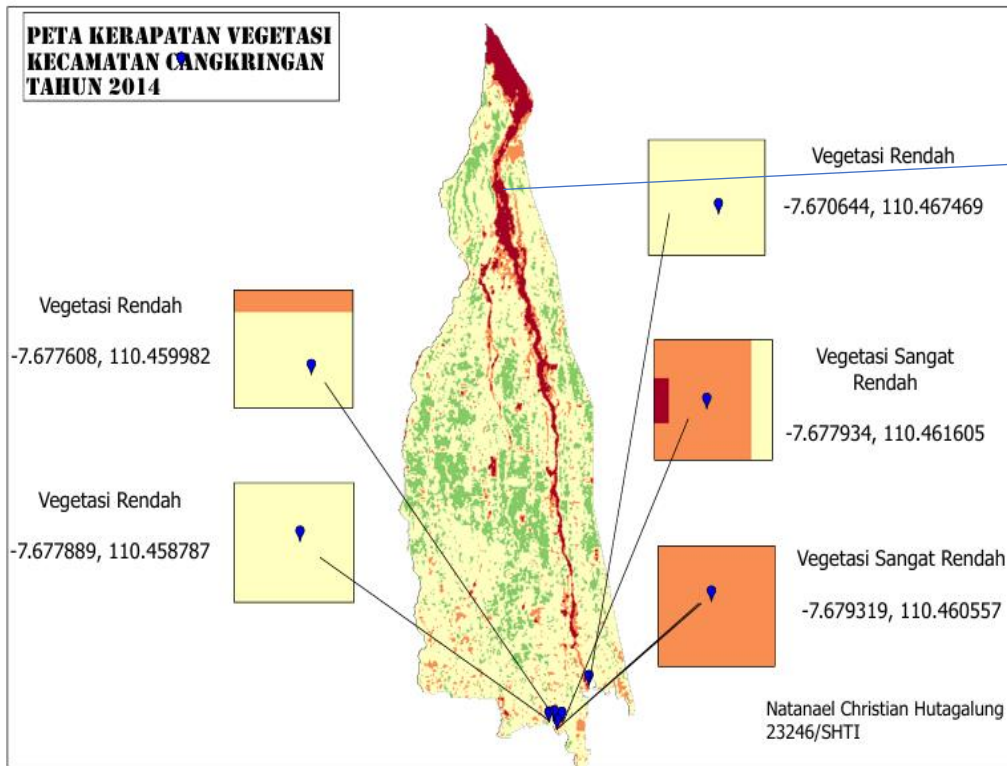 PETA KERAPATAN VEGETASI
KECAMATAN CANGKRINGAN
TAHUN 2014
Vegetasi Rendah
-7.670644, 110.467469
Vegetasi Rendah
-7.677608, 110.459982
Vegetasi Sangat
Rendah
-7.677934, 110.461605
Vegetasi Rendah
-7.677889, 110.458787
Vegetasi Sangat Rendah
-7.679319, 110.460557
Natanael Christian Hutagalung
23246/SHTI